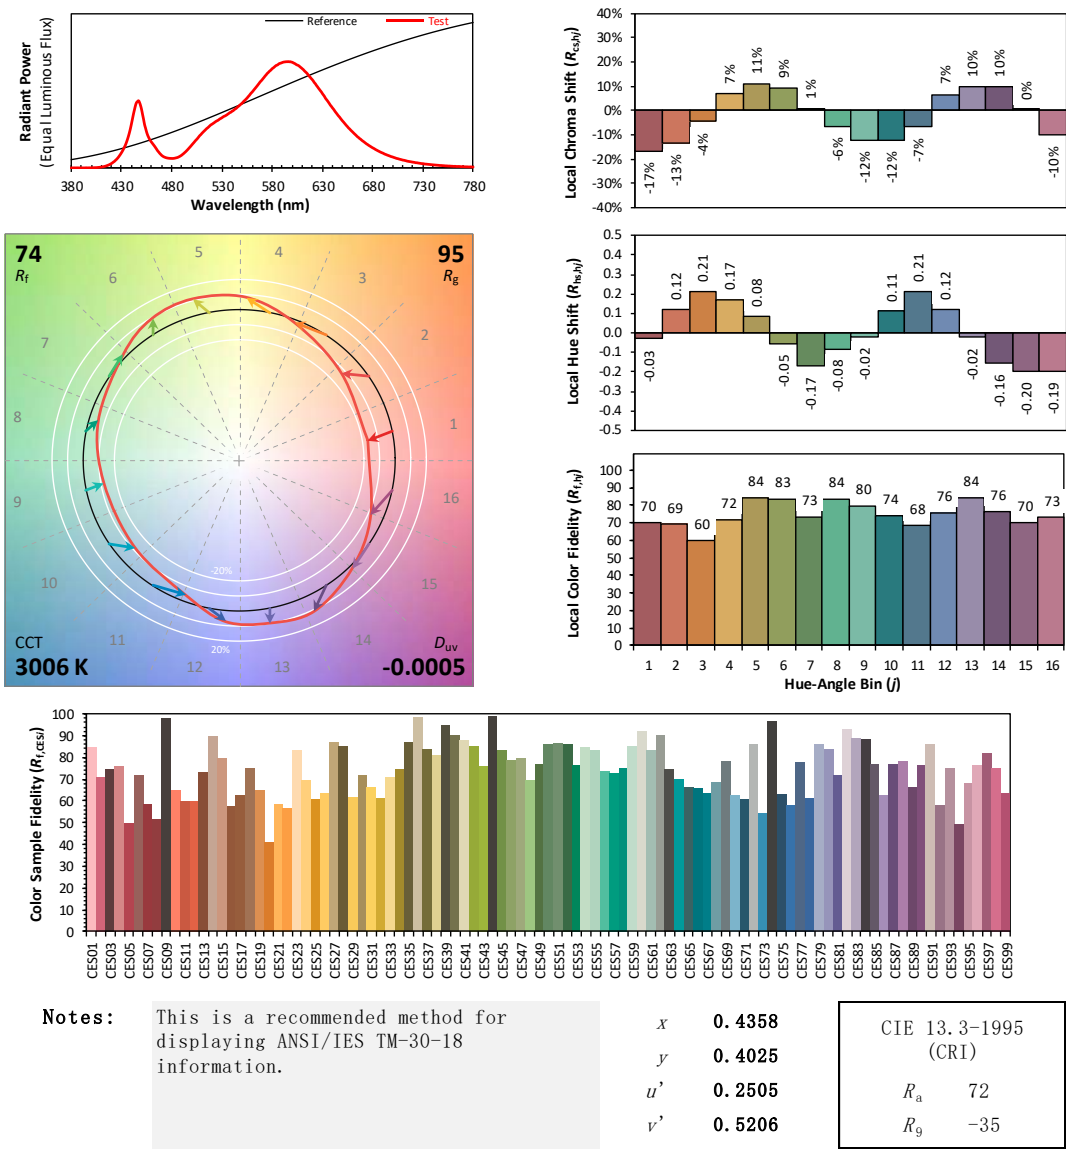 Radiant Power
(Equal Luminous Flux)
Reference
Test
380 430 480 530 580 630 680 730 780
Wavelength (nm)
Local Chroma Shift (Rcs,hj)
40%
30%
20%
10%
0%
-10%
-20%
-30%
-40%
-17% -13% -4% 7% 11% 9% 1% -6% -12% -12% -7% 7% 10% 10% 0% -10%
74
Rf
95
Rg
1
2
3
4
5
6
7
8
9
10
11
12
13
14
15
16
-20%
20%
CCT
3006 K
Duv
-0.0005
Local Hue Shift (Rhs,hj)
0.5
0.4
0.3
0.2
0.1
0.0
-0.1
-0.2
-0.3
-0.4
-0.5
-0.03 0.12 0.21 0.17 0.08 -0.05 -0.17 -0.08 -0.02 0.11 0.21 0.12 -0.02 -0.16 -0.20 -0.19
Local Color Fidelity (Rf,hj)
100
90
80
70
60
50
40
30
20
10
0
70 69 60 72 84 83 73 84 80 74 68 76 84 76 70 73
1 2 3 4 5 6 7 8 9 10 11 12 13 14 15 16
Hue-Angle Bin (j)
Color Sample Fidelity (Rf,CESi)
100
90
80
70
60
50
40
30
20
10
0
CES01 CES03 CES05 CES07 CES09 CES11 CES13 CES15 CES17 CES19 CES21 CES23 CES25 CES27 CES29 CES31 CES33 CES35 CES37 CES39 CES41 CES43 CES45 CES47 CES49 CES51 CES53 CES55 CES57 CES59 CES61 CES63 CES65 CES67 CES69 CES71 CES73 CES75 CES77 CES79 CES81 CES83 CES85 CES87 CES89 CES91 CES93 CES95 CES97 CES99
Notes:
This is a recommended method for
displaying ANSI/IES TM-30-18
information.
x 0.4358
y 0.4025
u' 0.2505
v' 0.5206
CIE 13.3-1995
(CRI)
Ra 72
R9 -35